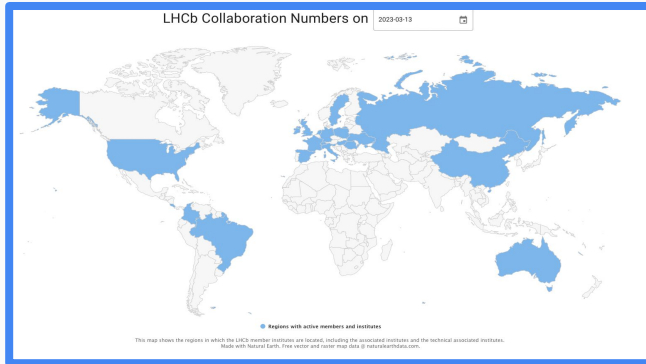 LHCb Collaboration Numbers on 2023-03-13
Regions with active members and institutes
This map shows the regions in which the LHCb member institutes are located, including the associated institutes and the technical associated institutes.
Made with Natural Earth. Free vector and raster map data @ naturalearthdata.com.